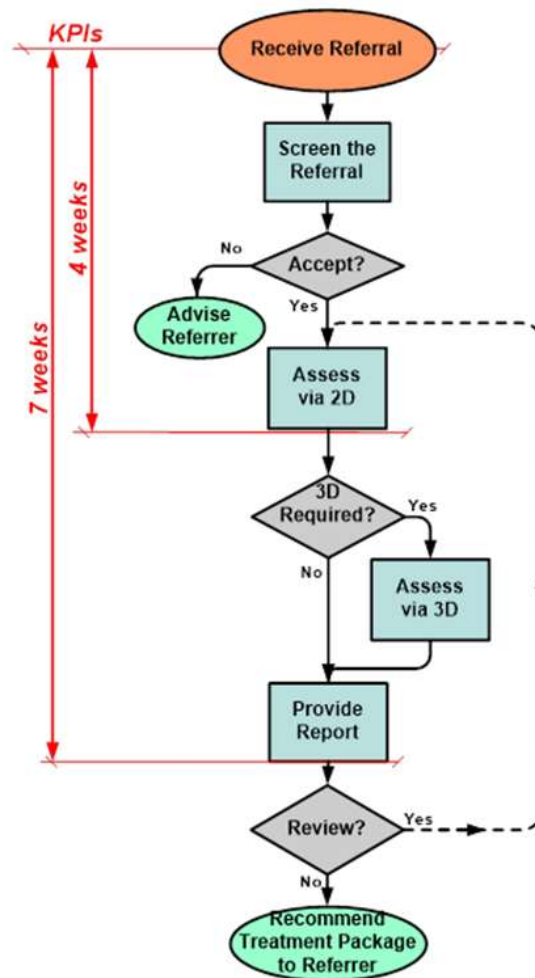 KPIs
Receive Referral
Screen the
Referral
No
Accept?
Yes
Advise
Referrer
4 weeks
7 weeks
Assess
via 2D
3D
Required?
Yes
No
Assess
via 3D
Provide
Report
Review?
Yes
No
Recommend
Treatment Package
to Referrer